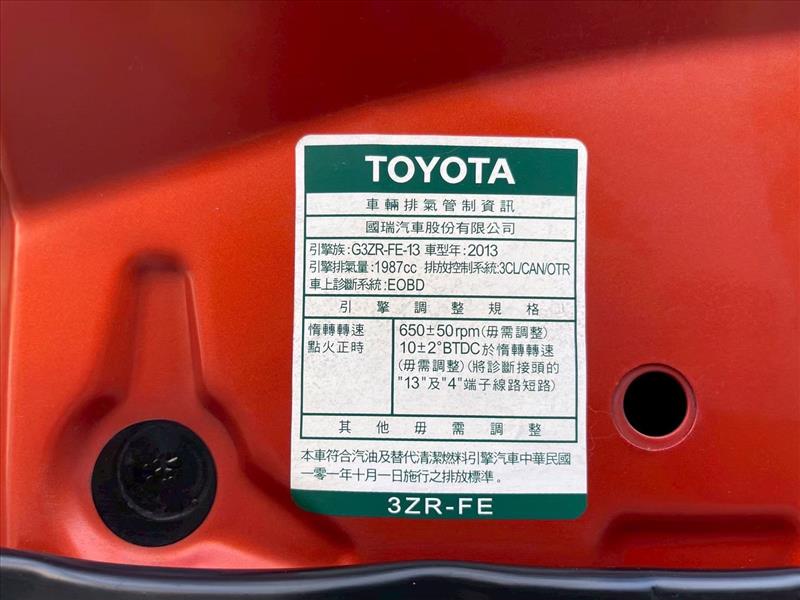 TOYOTA
車輛排氣管制資訊
國瑞汽車股份有限公司
引擎族:G3ZR-FE-13 車型年:2013
引擎排氣量:1987cc 排放控制系統:3CL/CAN/OTR
車上診斷系統:EOBD
引擎調整規格
惰轉轉速 650±50rpm(毋需調整)
點火正時 10±2°BTDC於惰轉轉速
(毋需調整)(將診斷接頭的
"13"及"4"端子線路短路)
其他毋需調整
本車符合汽油及替代清潔燃料引擎汽車中華民國
一零一年十月一日施行之排放標準。
3ZR-FE